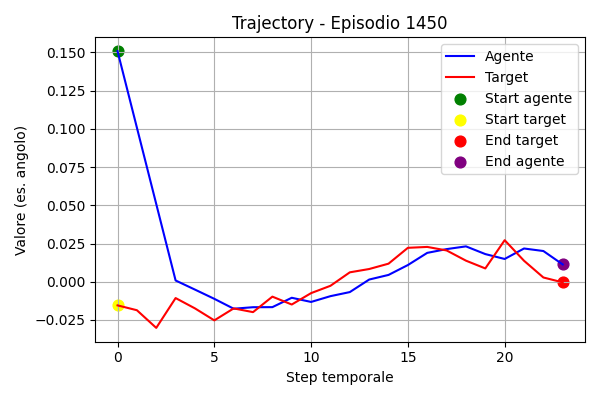 Trajectory - Episodio 1450
Valore (es. angolo)
0.150
0.125
0.100
0.075
0.050
0.025
0.000
−0.025
Agente
Target
Start agente
Start target
End target
End agente
0 5 10 15 20
Step temporale